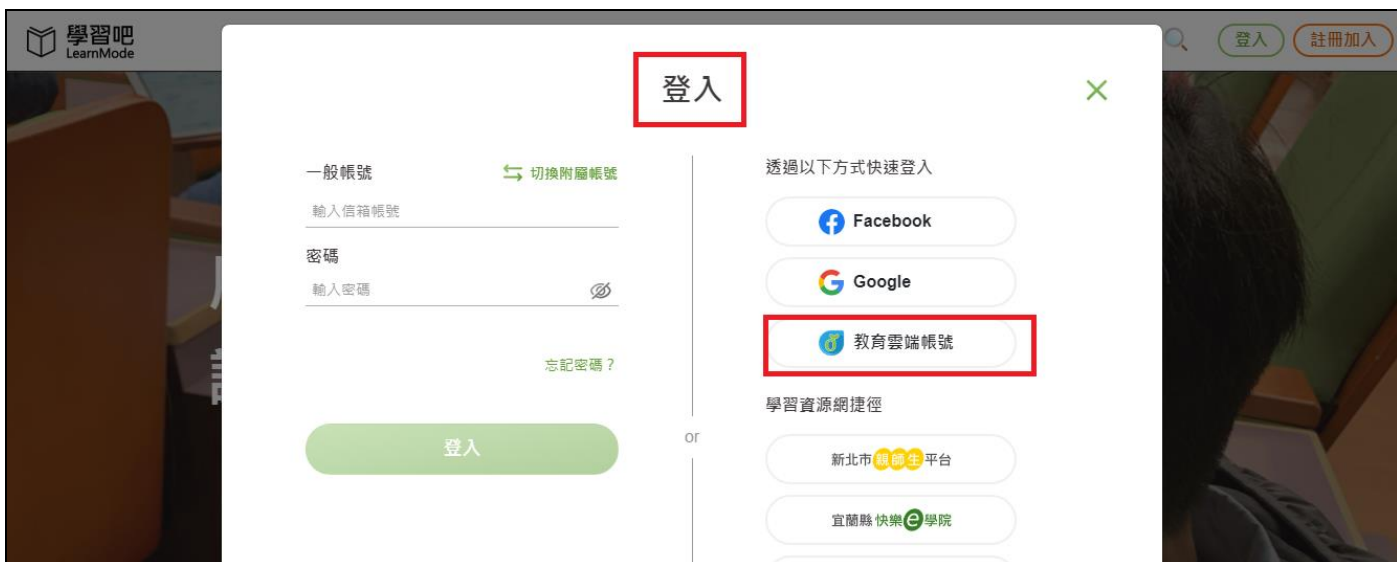 學習吧
LearnMode
登入
註冊加入
登入
一般帳號
切換附屬帳號
輸入信箱帳號
密碼
輸入密碼
忘記密碼？
登入
or
透過以下方式快速登入
Facebook
Google
教育雲端帳號
學習資源網捷徑
新北市親師生平台
宜蘭縣快樂e學院